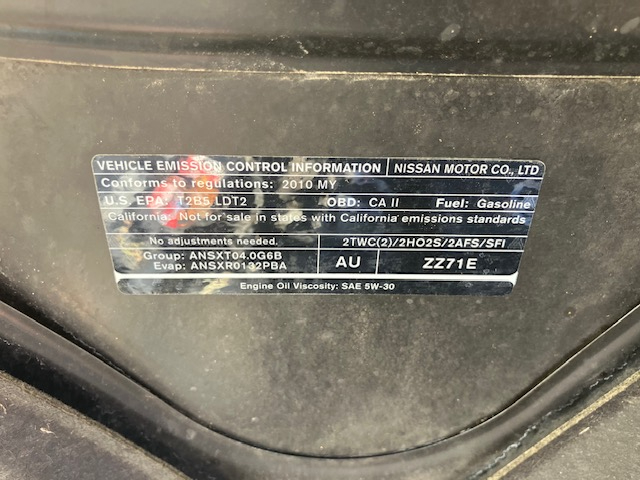 VEHICLE EMISSION CONTROL INFORMATION NISSAN MOTOR CO., LTD
Conforms to regulations: 2010 MY
U.S. EPA: T2B5 LDT2 OBD: CA II Fuel: Gasoline
California: Not for sale in states with California emissions standards
No adjustments needed. 2TWC(2)/2HO2S/2AFS/SFI
Group: ANSXT04.0G6B
Evap: ANSXR0132PBA
AU ZZ71E
Engine Oil Viscosity: SAE 5W-30